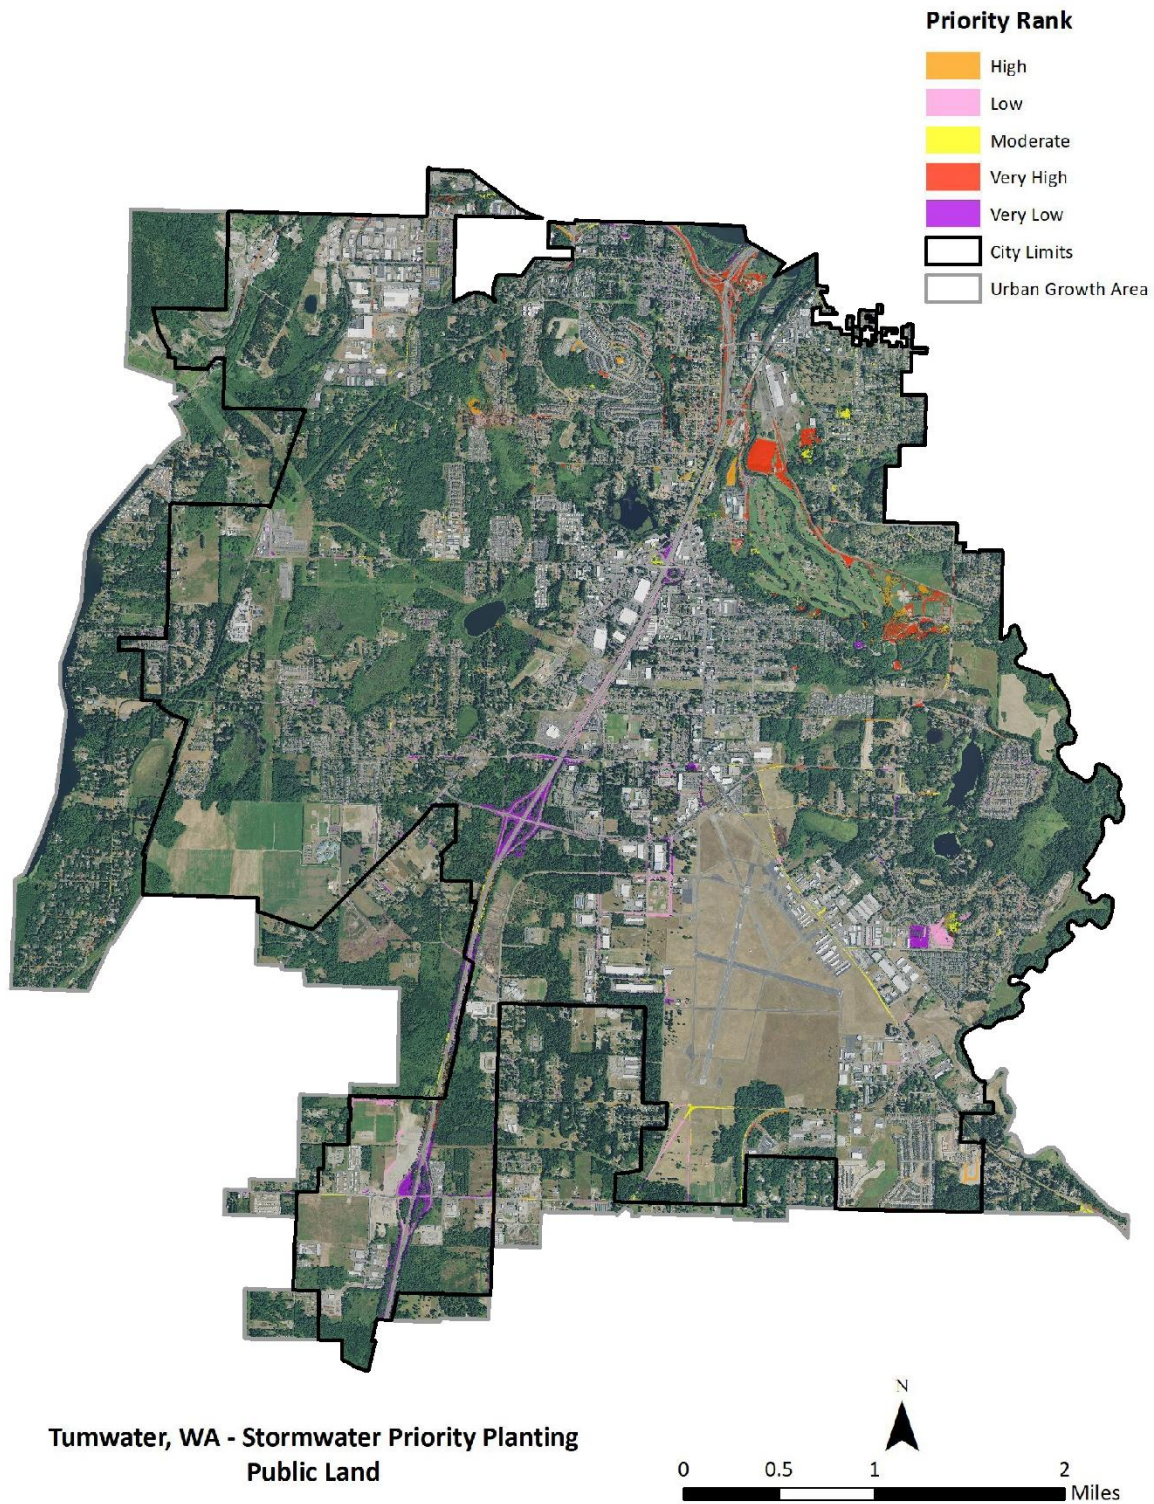 Priority Rank
High
Low
Moderate
Very High
Very Low
City Limits
Urban Growth Area
Tumwater, WA - Stormwater Priority Planting
Public Land
N
0 0.5 1 2
Miles